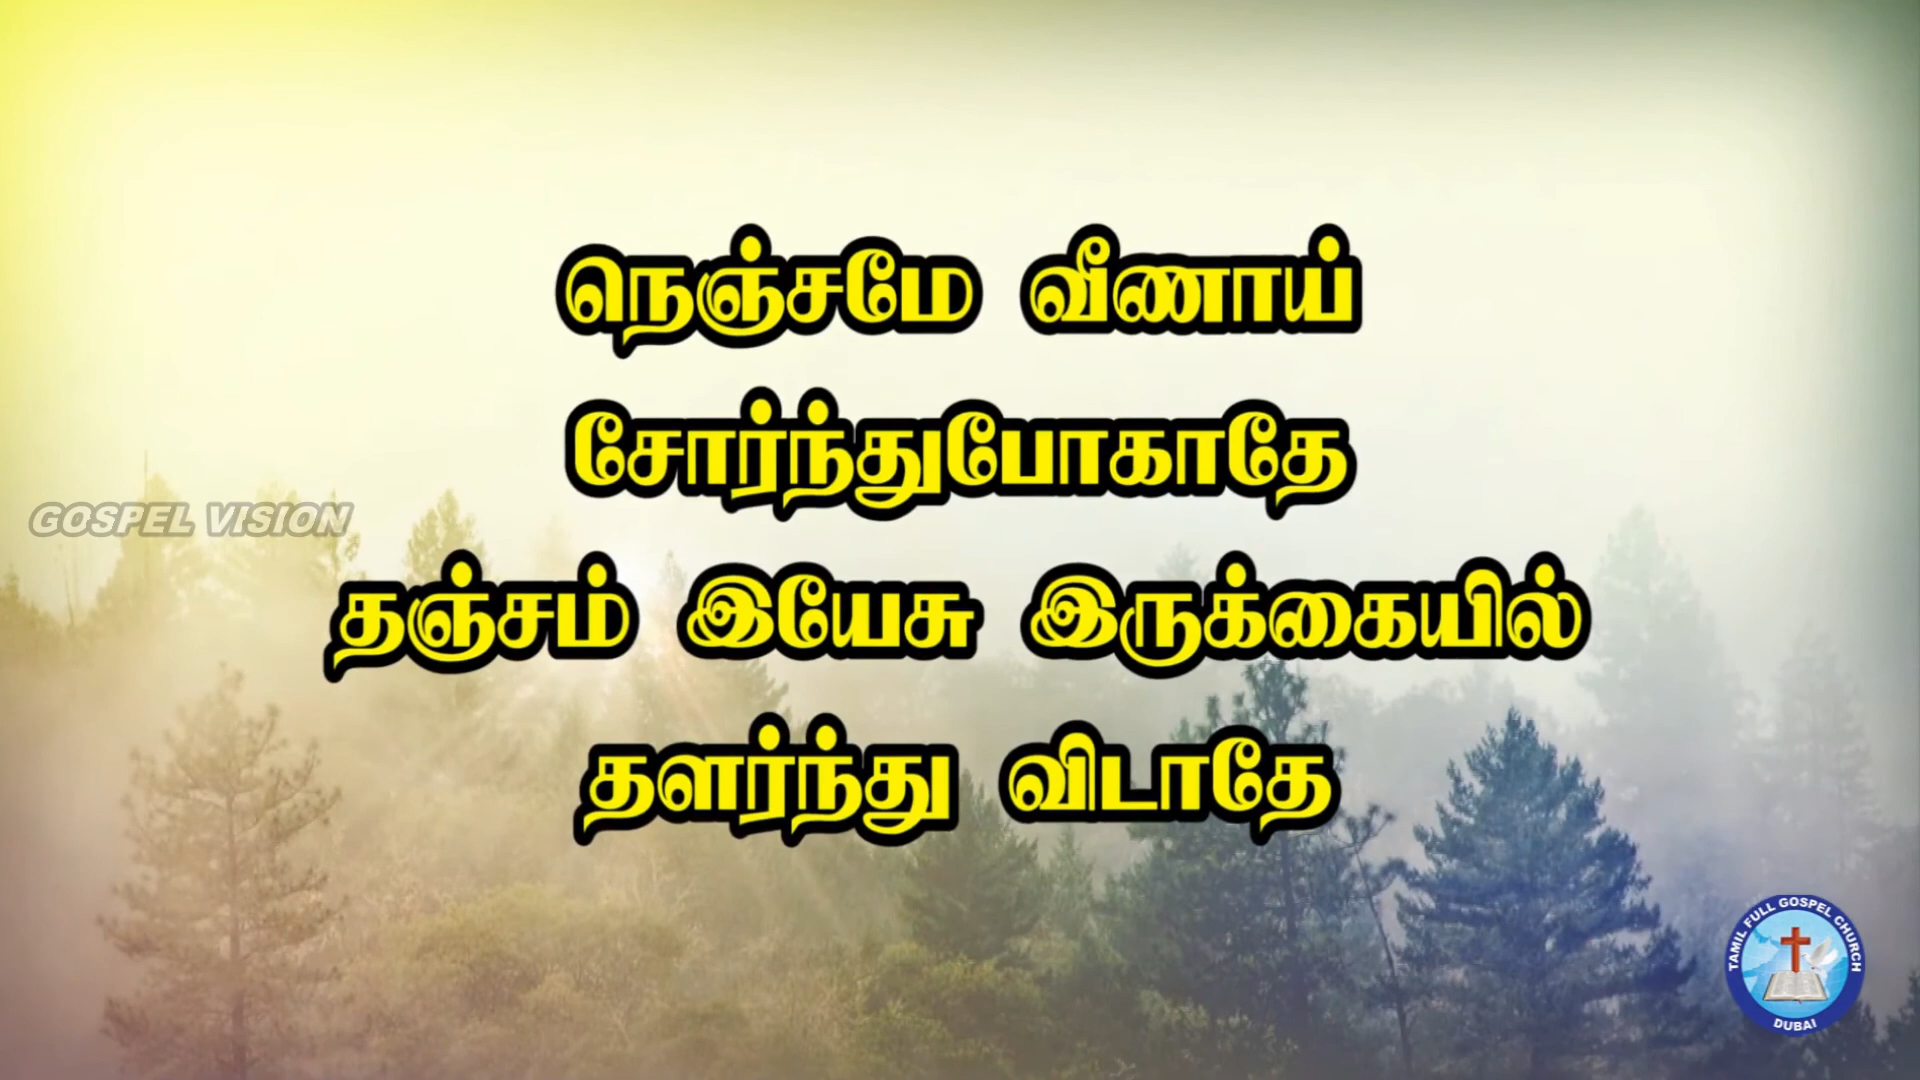 நெஞ்சமே வீணாய்
சோர்ந்துபோகாதே
GOSPEL VISION
தஞ்சம் இயேசு இருக்கையில்
தளர்ந்து விடாதே
TAMIL FULL GOSPEL CHURCH
DUBAI